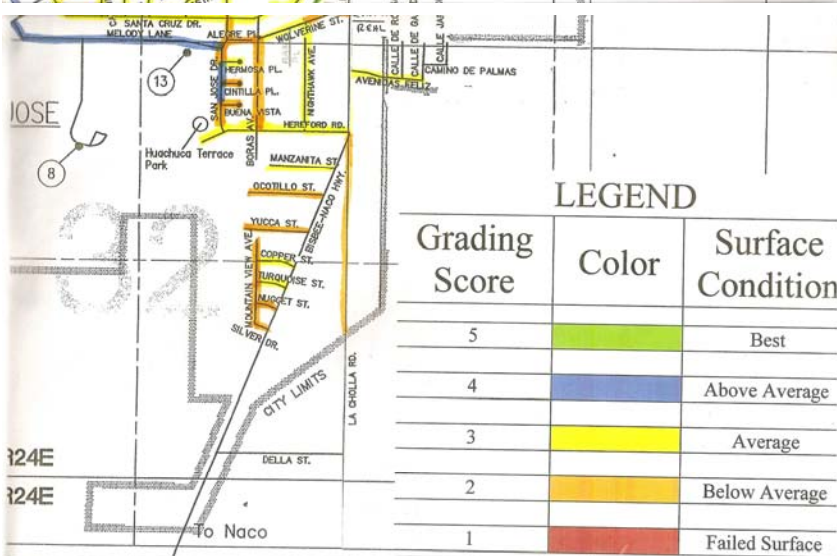 SANTA CRUZ DR.
MELODY LANE
ALEGRE PL.
WOLVERINE ST.
REAL
CALLE DE
CALLE DE
CALLE
13
HERMOSA PL.
CINTILLA PL.
BUENA VISTA
SAN JOSE DR.
NIGHTHAWK AVE.
AVENIDAS FELIZ
CAMINO DE PALMAS
JOSE
HEREFORD RD.
Huachuca Terrace
Park
BORAS AV.
8
MANZANITA ST.
OCOTILLO ST.
BISBEE-NACO HWY.
YUCCA ST.
32
MOUNTAIN VIEW AVE.
COPPER ST.
TURQUOISE ST.
NUGGET ST.
SILVER DR.
CITY LIMITS
LA CHOLLA RD.
DELLA ST.
R24E
R24E
To Naco
LEGEND
Grading Score Color Surface Condition
5 Best
4 Above Average
3 Average
2 Below Average
1 Failed Surface